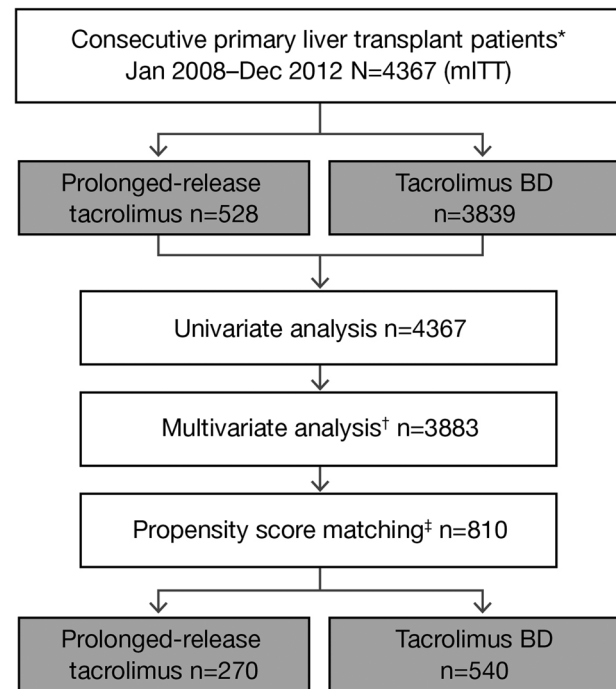 Consecutive primary liver transplant patients*
Jan 2008–Dec 2012 N=4367 (mITT)
Prolonged-release
tacrolimus n=528
Tacrolimus BD
n=3839
Univariate analysis n=4367
Multivariate analysis† n=3883
Propensity score matching‡ n=810
Prolonged-release
tacrolimus n=270
Tacrolimus BD
n=540